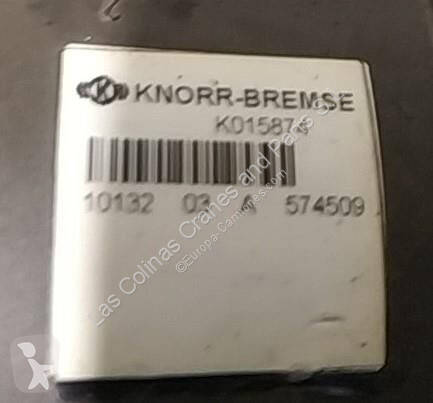 KNORR-BREMSE
10132 03 A 574509
Las Colinas Cranes and Parts S
©Europa-Camiones.com